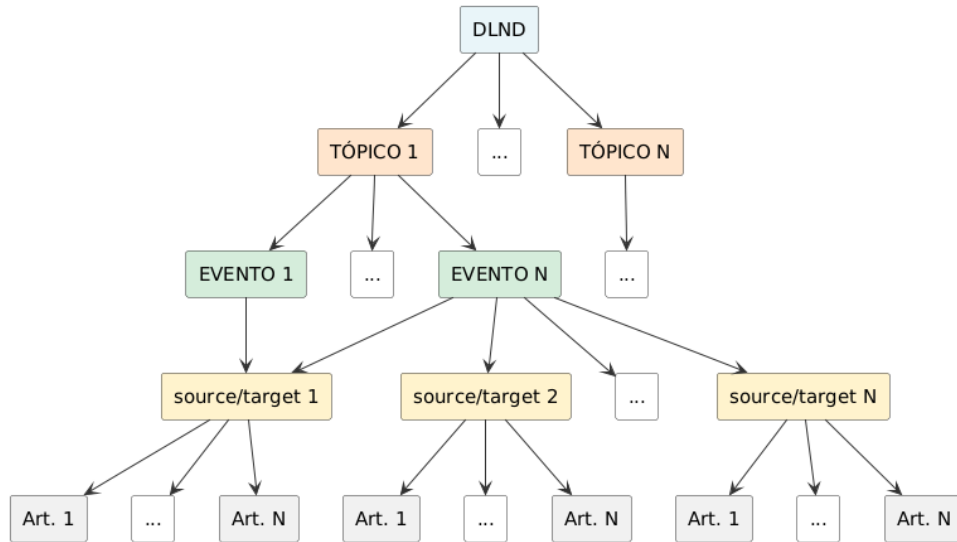 DLND
TÓPICO 1
...
TÓPICO N
EVENTO 1
...
EVENTO N
...
source/target 1
source/target 2
...
source/target N
Art. 1
...
Art. N
Art. 1
...
Art. N
Art. 1
...
Art. N